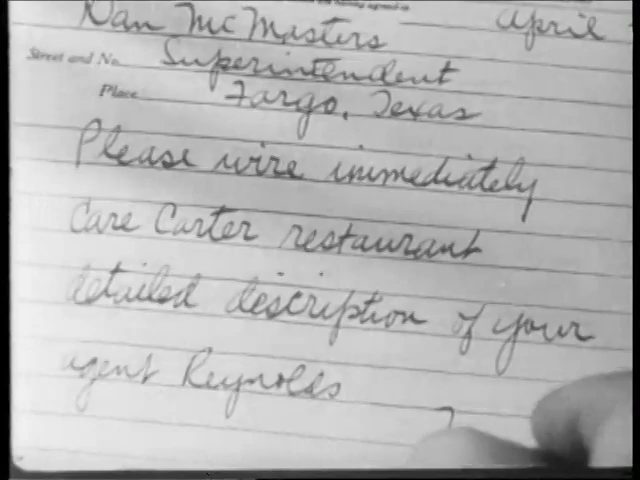 Dan McMasters April
Street and No. Superintendent
Place Fargo, Texas
Please wire immediately
Care Carter restaurant
detailed description of your
agent Reynolds